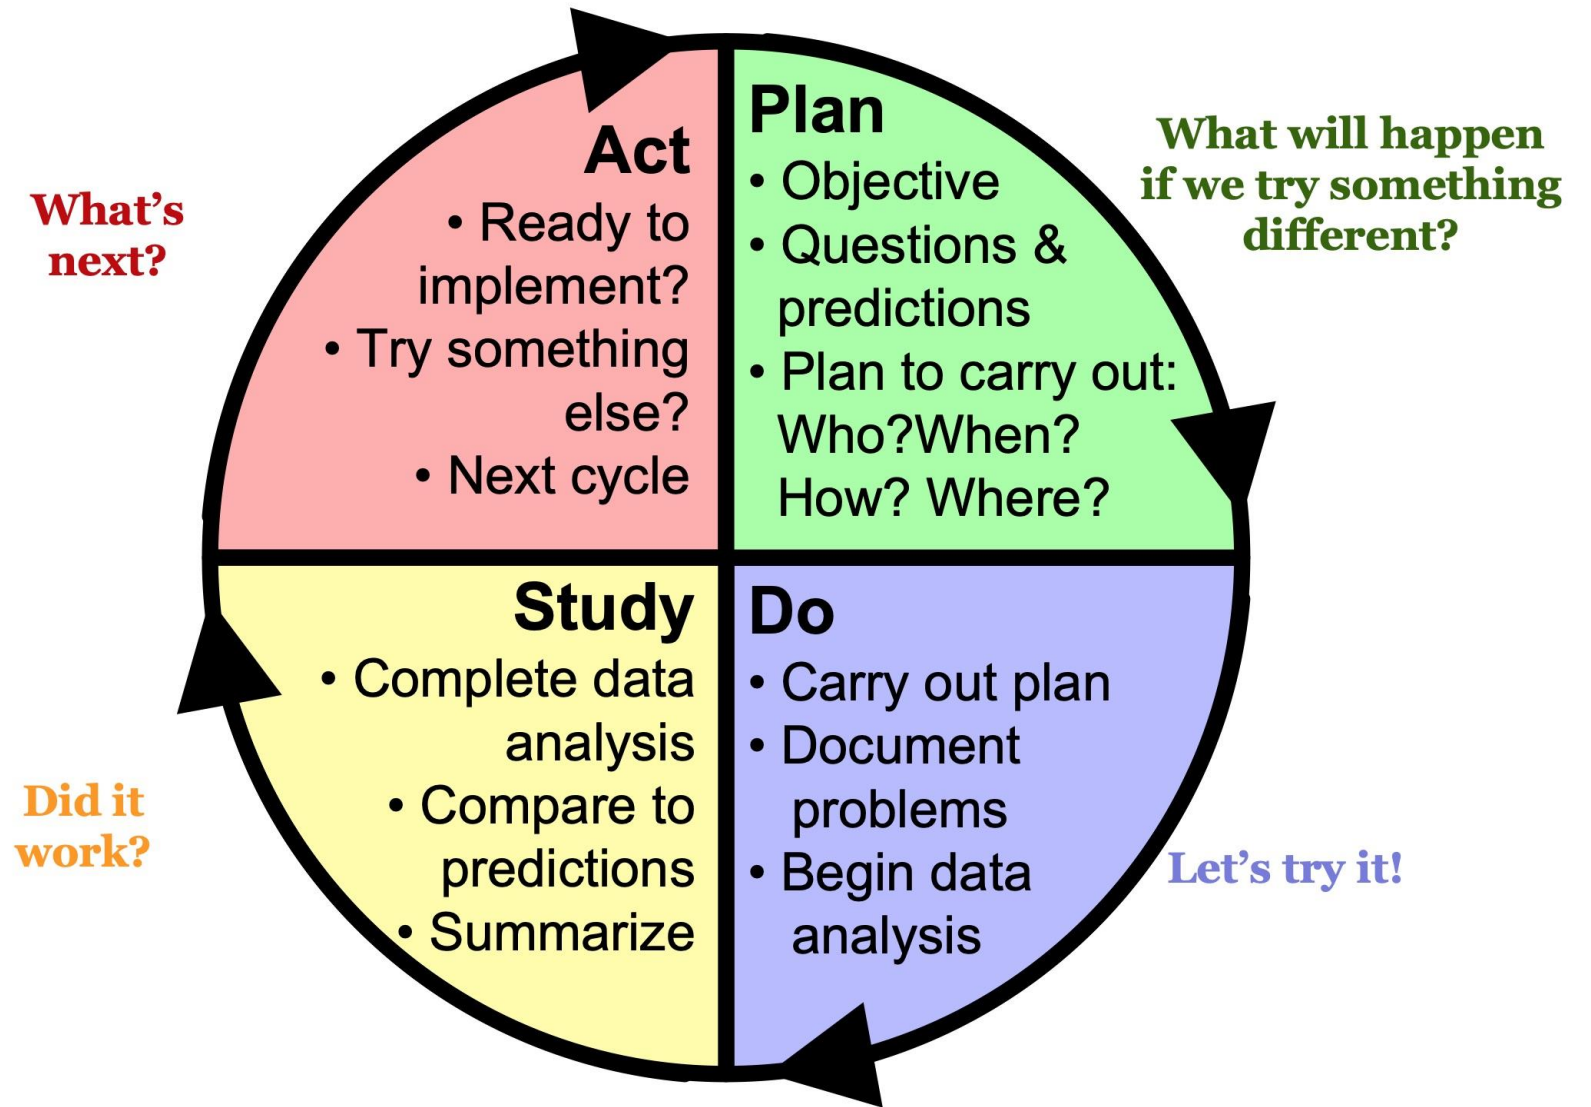 Plan
• Objective
• Questions &
predictions
• Plan to carry out:
Who?When?
How? Where?
What will happen
if we try something
different?
Do
• Carry out plan
• Document
problems
• Begin data
analysis
Let’s try it!
Study
• Complete data
analysis
• Compare to
predictions
• Summarize
Did it
work?
Act
• Ready to
implement?
• Try something
else?
• Next cycle
What’s
next?